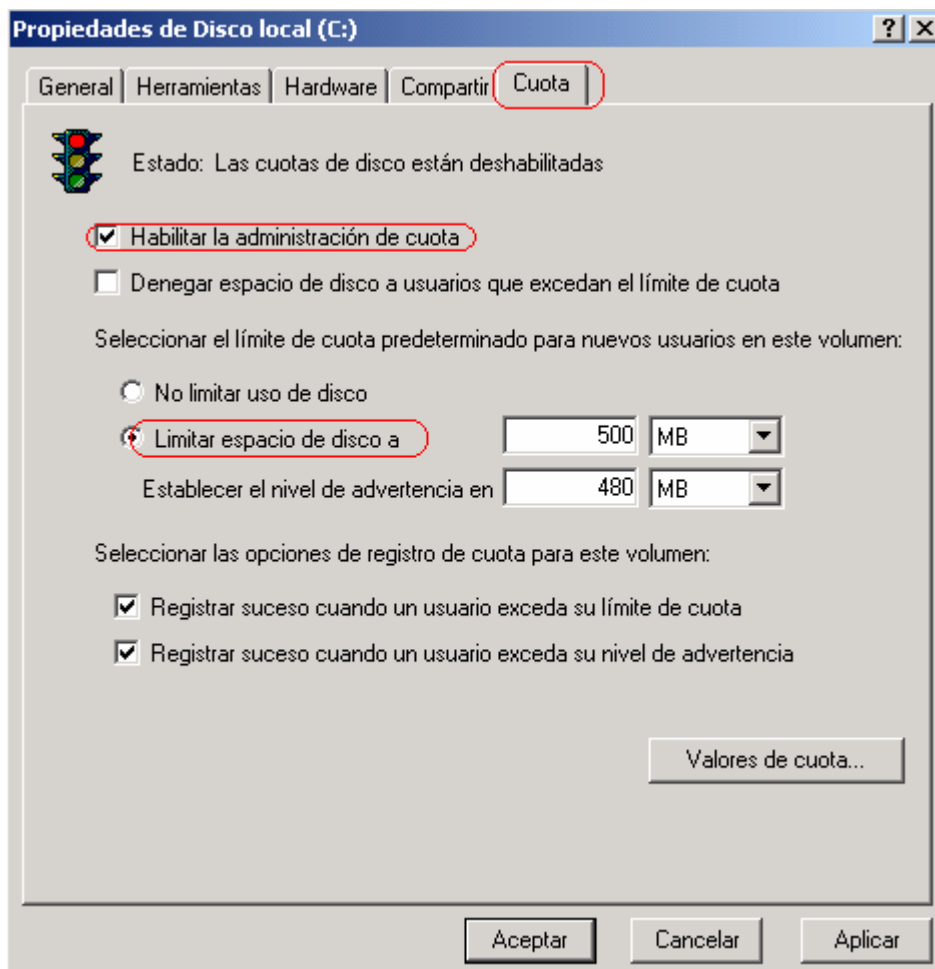 Propiedades de Disco local (C:)
General Herramientas Hardware Compartir Cuota
Estado: Las cuotas de disco están deshabilitadas
Habilitar la administración de cuota
Denegar espacio de disco a usuarios que excedan el límite de cuota
Seleccionar el límite de cuota predeterminado para nuevos usuarios en este volumen:
No limitar uso de disco
Limitar espacio de disco a 500 MB
Establecer el nivel de advertencia en 480 MB
Seleccionar las opciones de registro de cuota para este volumen:
Registrar suceso cuando un usuario exceda su límite de cuota
Registrar suceso cuando un usuario exceda su nivel de advertencia
Valores de cuota...
Aceptar Cancelar Aplicar